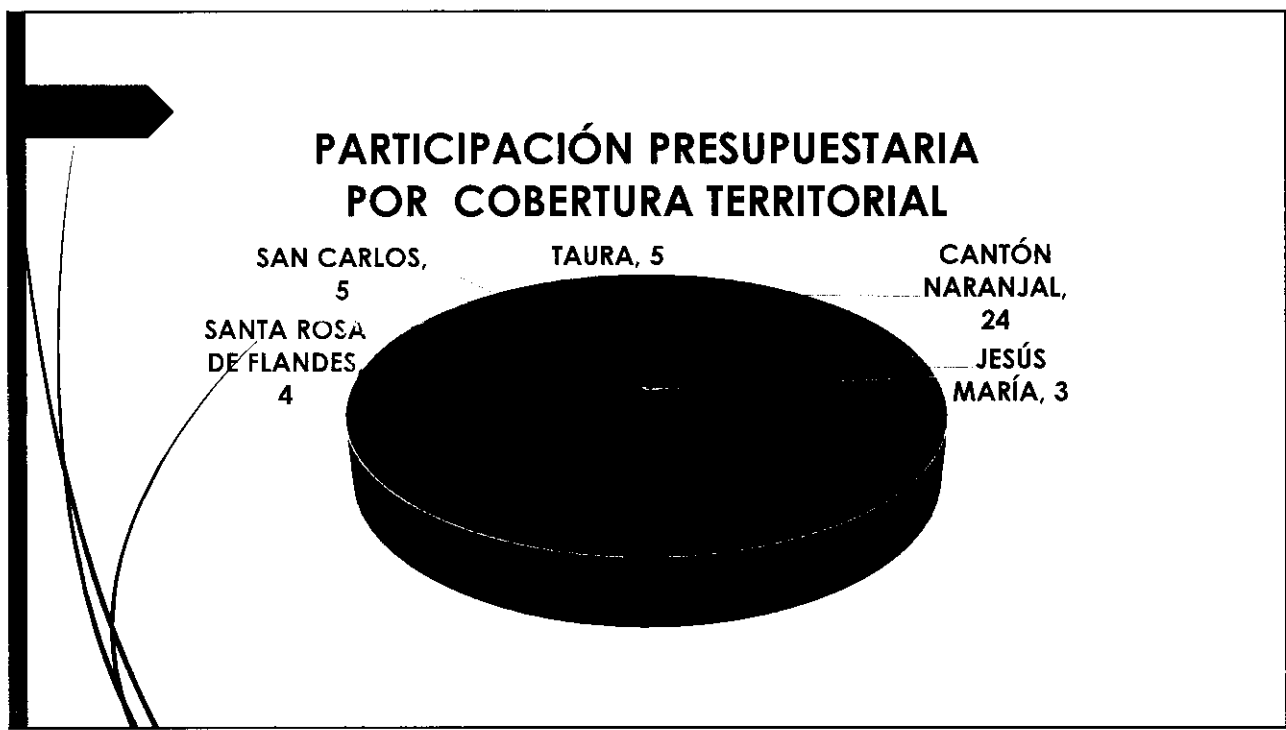 PARTICIPACIÓN PRESUPUESTARIA
POR COBERTURA TERRITORIAL
SAN CARLOS,
5
TAURA, 5
CANTÓN
NARANJAL,
24
SANTA ROSA
DE FLANDES,
4
JESÚS
MARÍA, 3